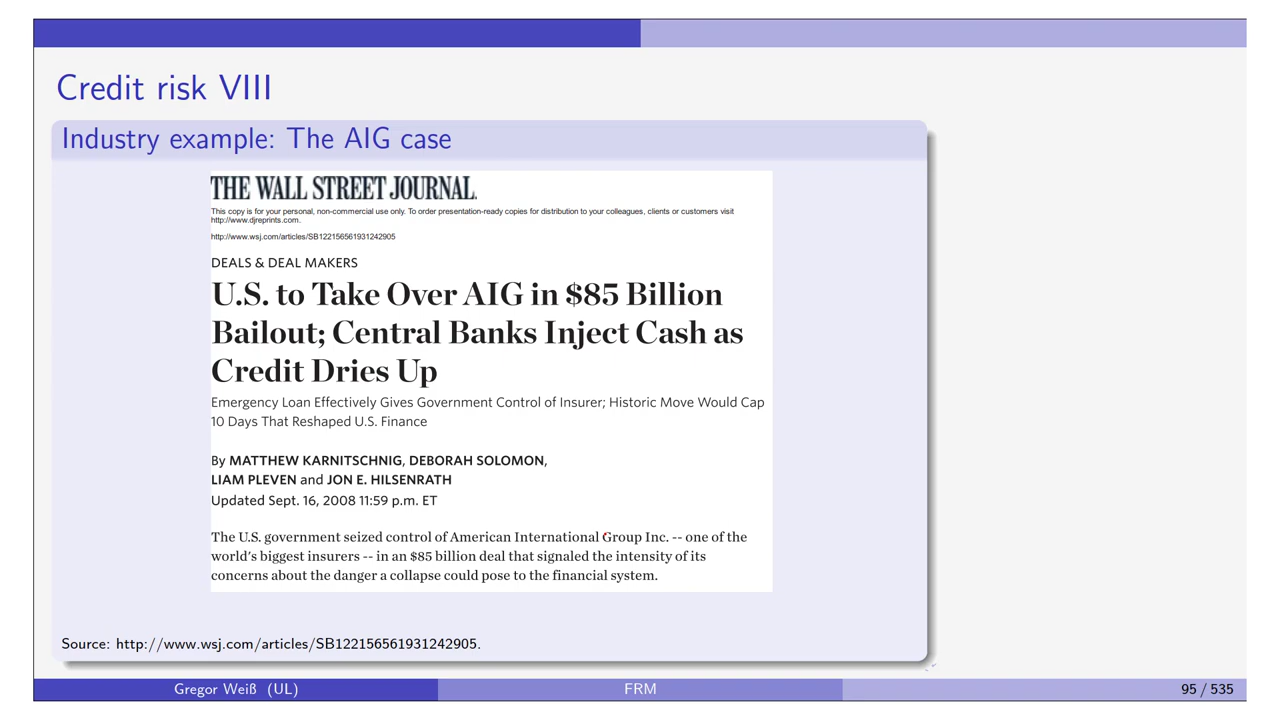 Credit risk VIII
Industry example: The AIG case
THE WALL STREET JOURNAL.
This copy is for your personal, non-commercial use only. To order presentation-ready copies for distribution to your colleagues, clients or customers visit
http://www.djreprints.com.
http://www.wsj.com/articles/SB122156561931242905
DEALS & DEAL MAKERS
U.S. to Take Over AIG in $85 Billion
Bailout; Central Banks Inject Cash as
Credit Dries Up
Emergency Loan Effectively Gives Government Control of Insurer; Historic Move Would Cap
10 Days That Reshaped U.S. Finance
By MATTHEW KARNITSCHNIG, DEBORAH SOLOMON,
LIAM PLEVEN and JON E. HILSENRATH
Updated Sept. 16, 2008 11:59 p.m. ET
The U.S. government seized control of American International Group Inc. -- one of the
world's biggest insurers -- in an $85 billion deal that signaled the intensity of its
concerns about the danger a collapse could pose to the financial system.
Source: http://www.wsj.com/articles/SB122156561931242905.
Gregor Weiß (UL)
FRM
95 / 535